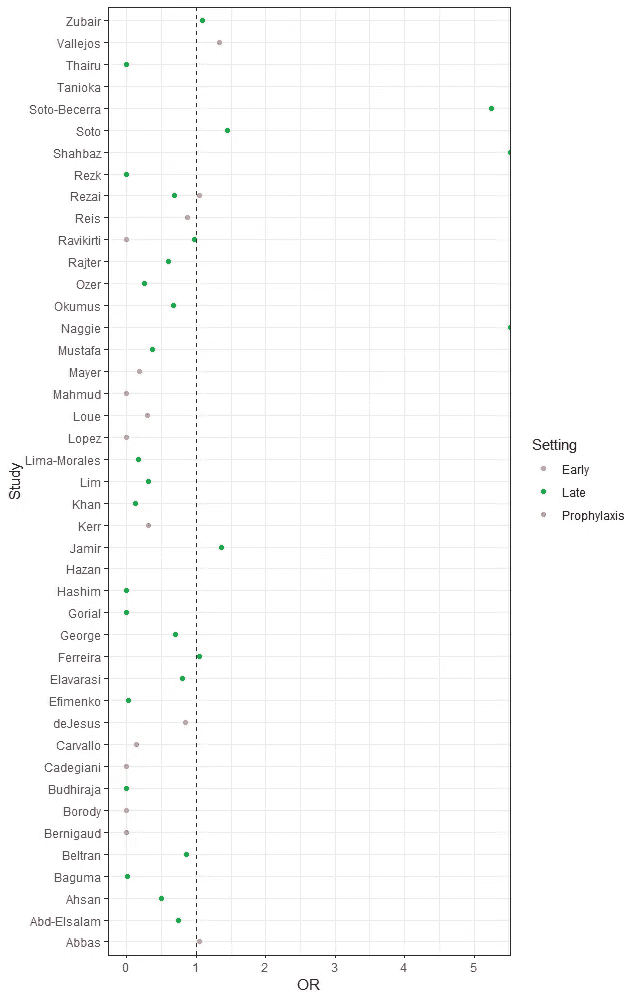 Zubair
Vallejos
Thairu
Tanioka
Soto-Becerra
Soto
Shahbaz
Rezk
Rezai
Reis
Ravikirti
Rajter
Ozer
Okumus
Naggie
Mustafa
Mayer
Mahmud
Loue
Lopez
Lima-Morales
Lim
Khan
Kerr
Jamir
Hazan
Hashim
Gorial
George
Ferreira
Elavarasi
Efimenko
deJesus
Carvallo
Cadegiani
Budhiraja
Borody
Bernigaud
Beltran
Baguma
Ahsan
Abd-Elsalam
Abbas
Study
0 1 2 3 4 5
OR
Setting
Early
Late
Prophylaxis